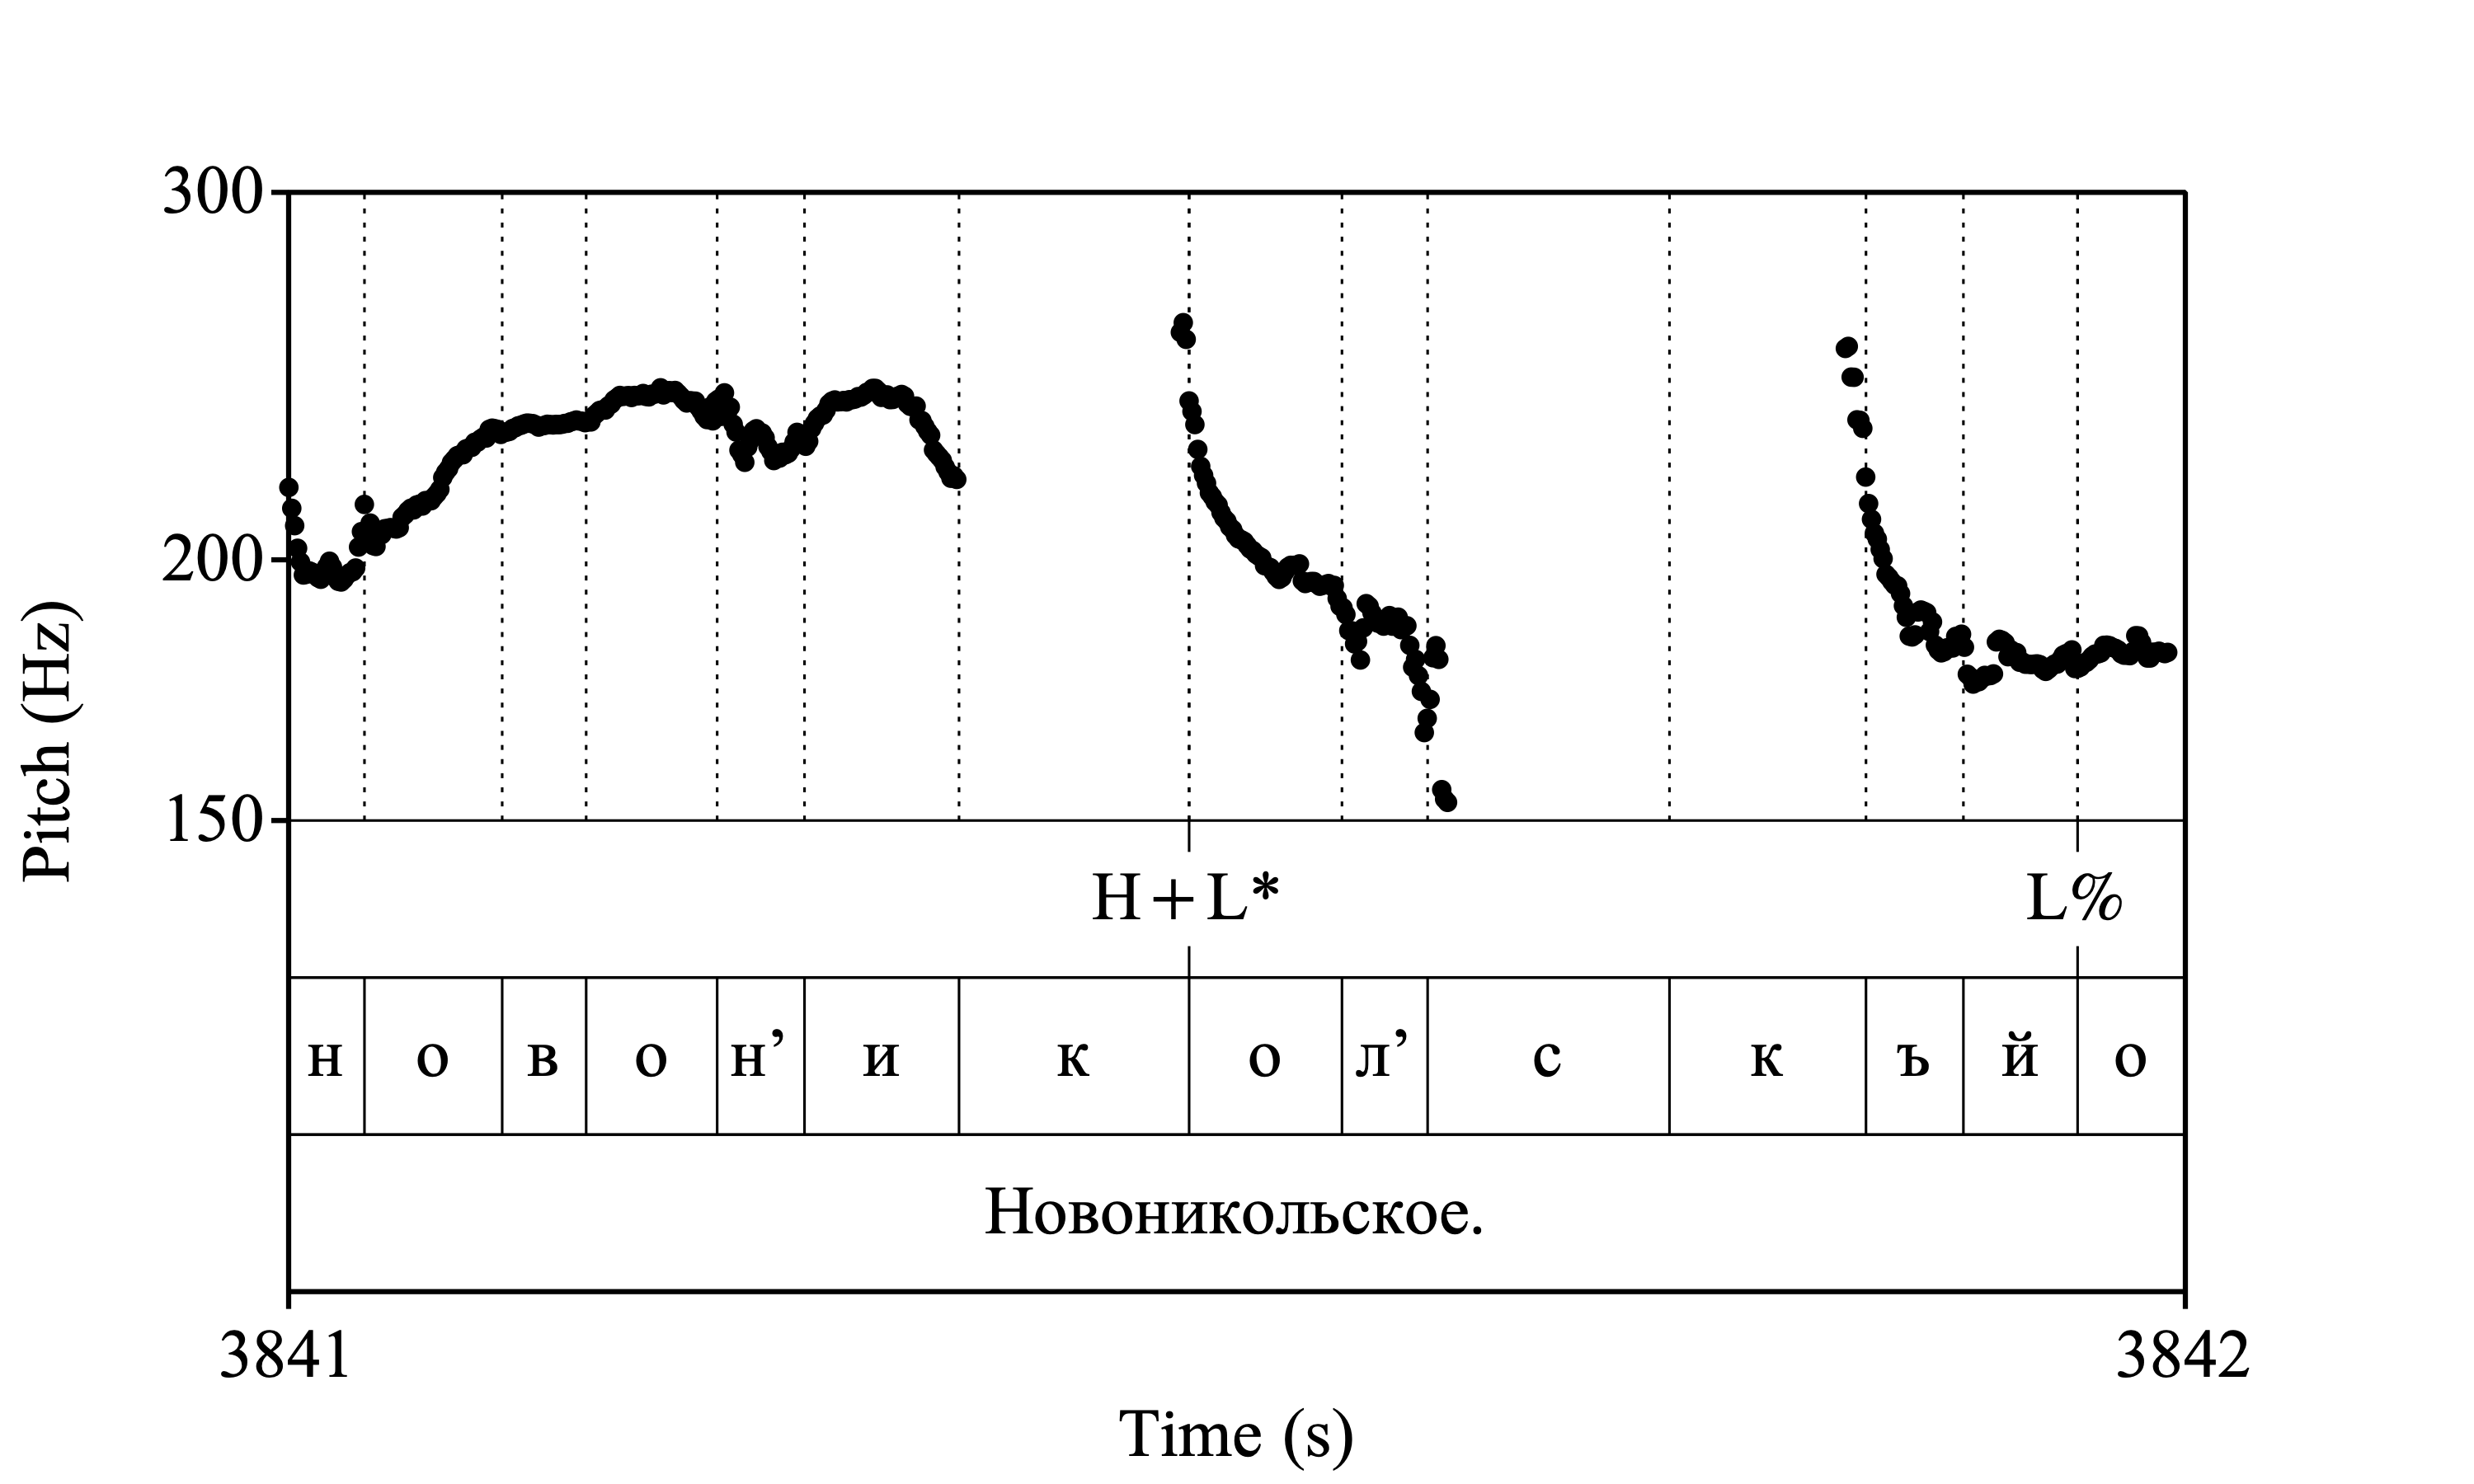 300
200
150
Pitch (Hz)
H+L* L%
н о в о н’ и к о л’ с к ъ й о
Новоникольское.
3841 3842
Time (s)